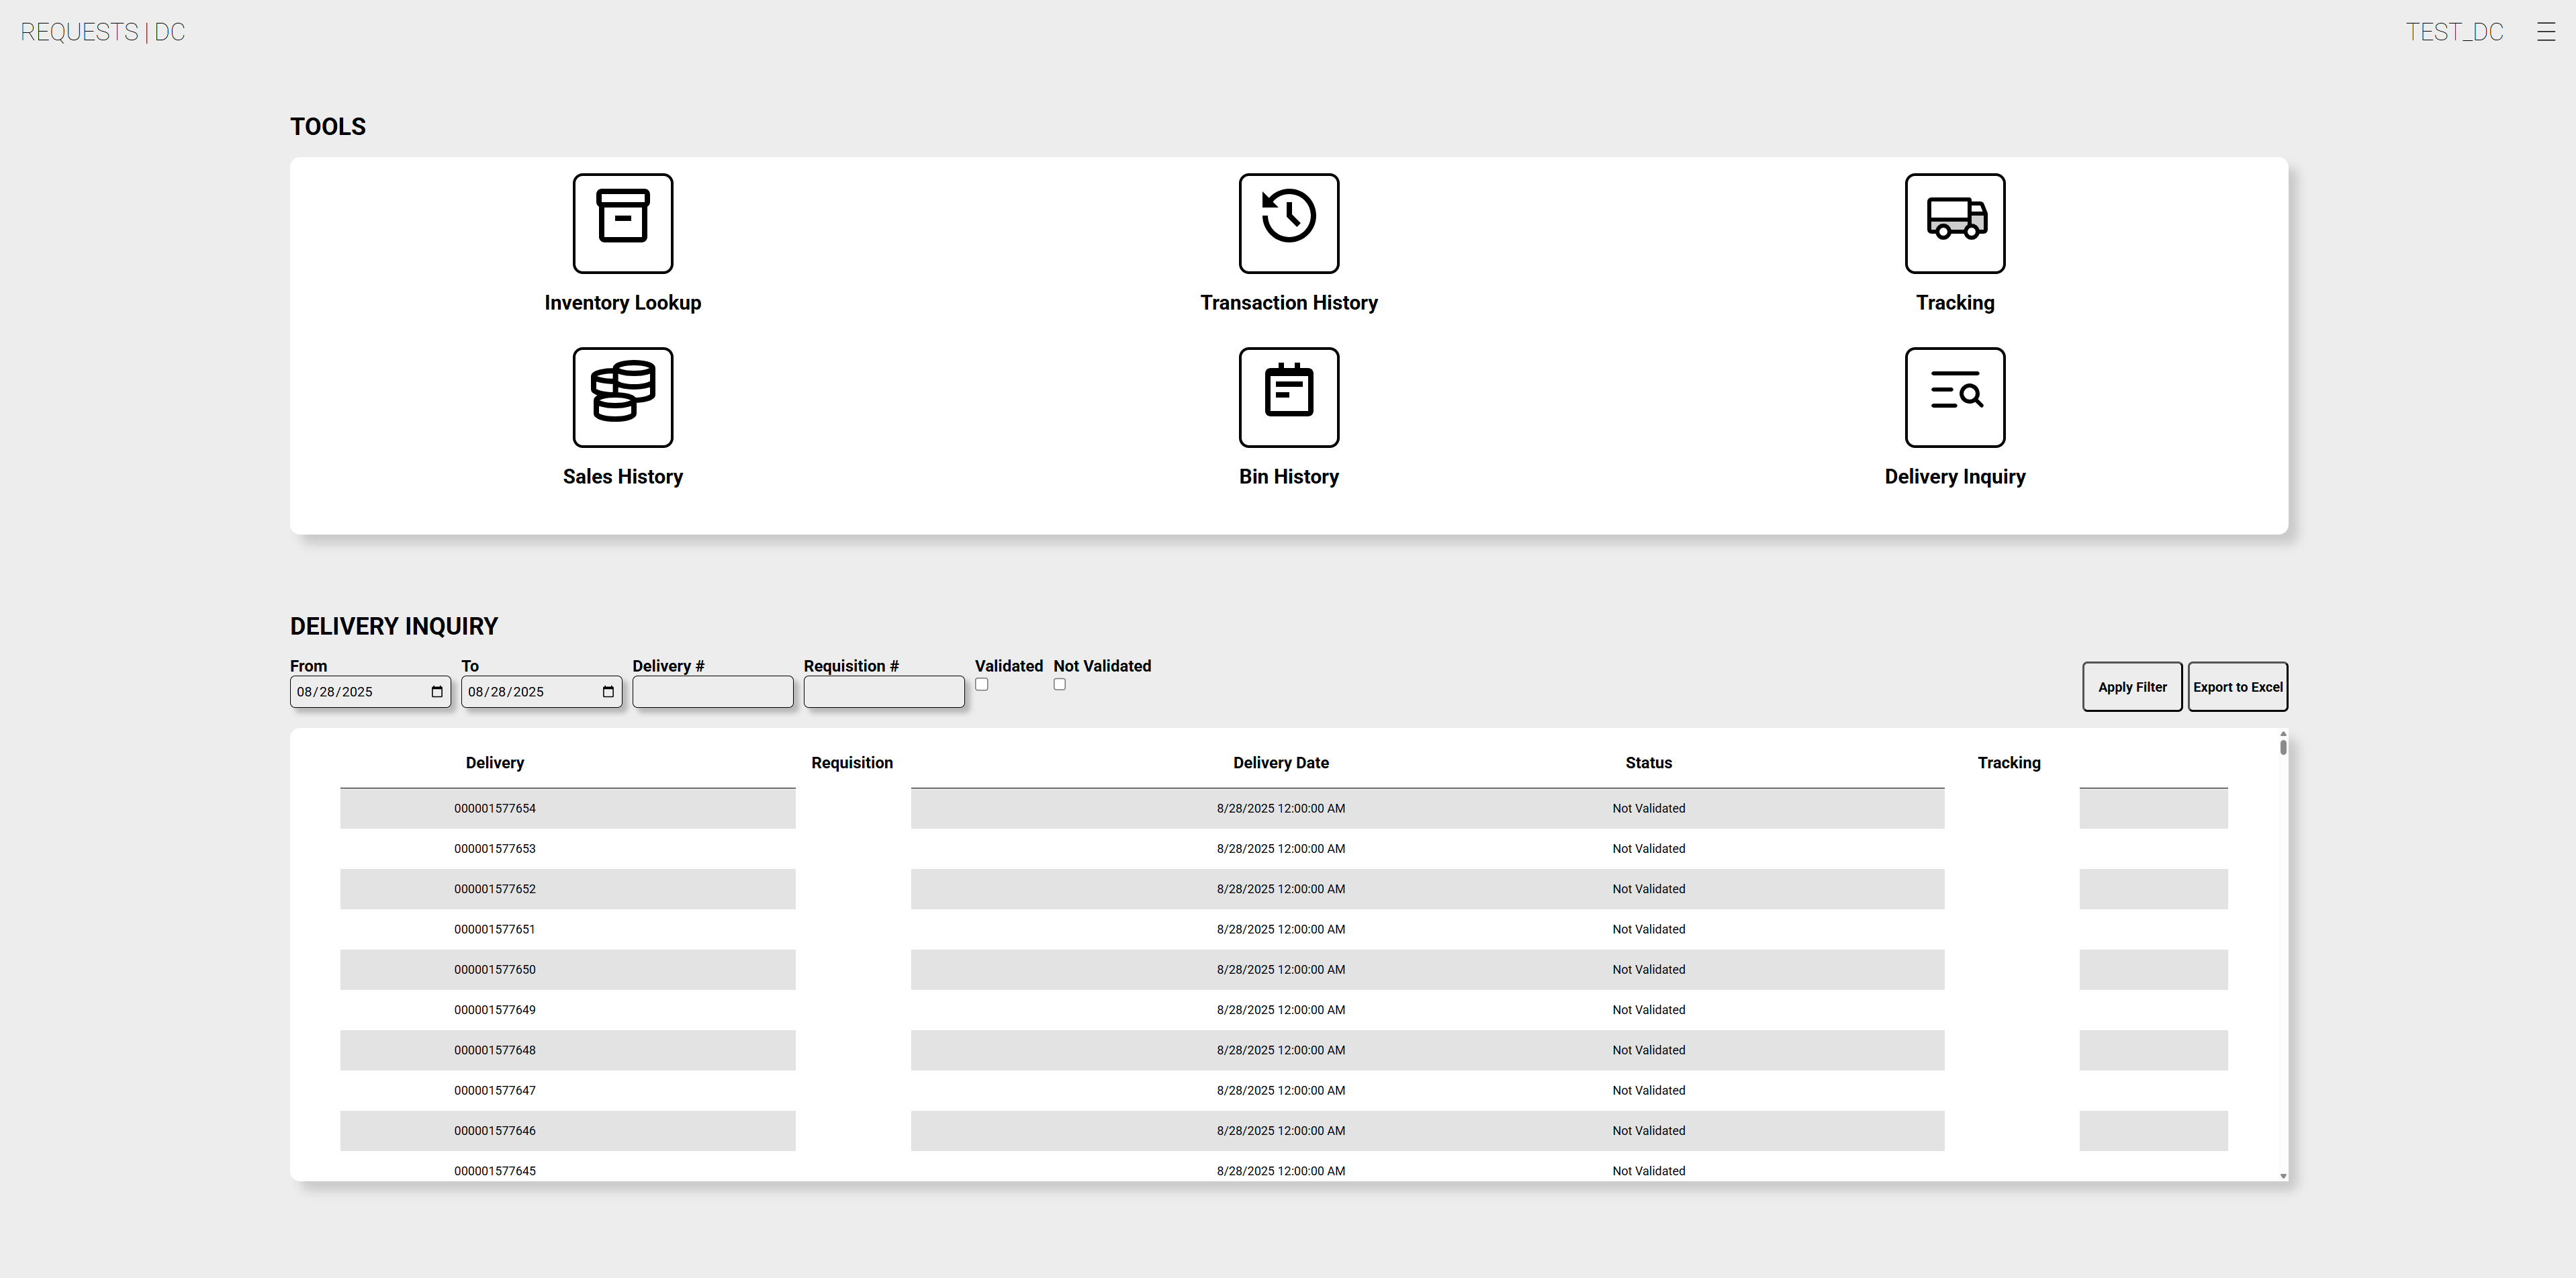 REQUESTS | DC
TEST_DC
TOOLS
Inventory Lookup
Transaction History
Tracking
Sales History
Bin History
Delivery Inquiry
DELIVERY INQUIRY
From
To
Delivery #
Requisition #
Validated
Not Validated
08/28/2025
08/28/2025
Apply Filter
Export to Excel
Delivery Requisition Delivery Date Status Tracking
000001577654 8/28/2025 12:00:00 AM Not Validated
000001577653 8/28/2025 12:00:00 AM Not Validated
000001577652 8/28/2025 12:00:00 AM Not Validated
000001577651 8/28/2025 12:00:00 AM Not Validated
000001577650 8/28/2025 12:00:00 AM Not Validated
000001577649 8/28/2025 12:00:00 AM Not Validated
000001577648 8/28/2025 12:00:00 AM Not Validated
000001577647 8/28/2025 12:00:00 AM Not Validated
000001577646 8/28/2025 12:00:00 AM Not Validated
000001577645 8/28/2025 12:00:00 AM Not Validated